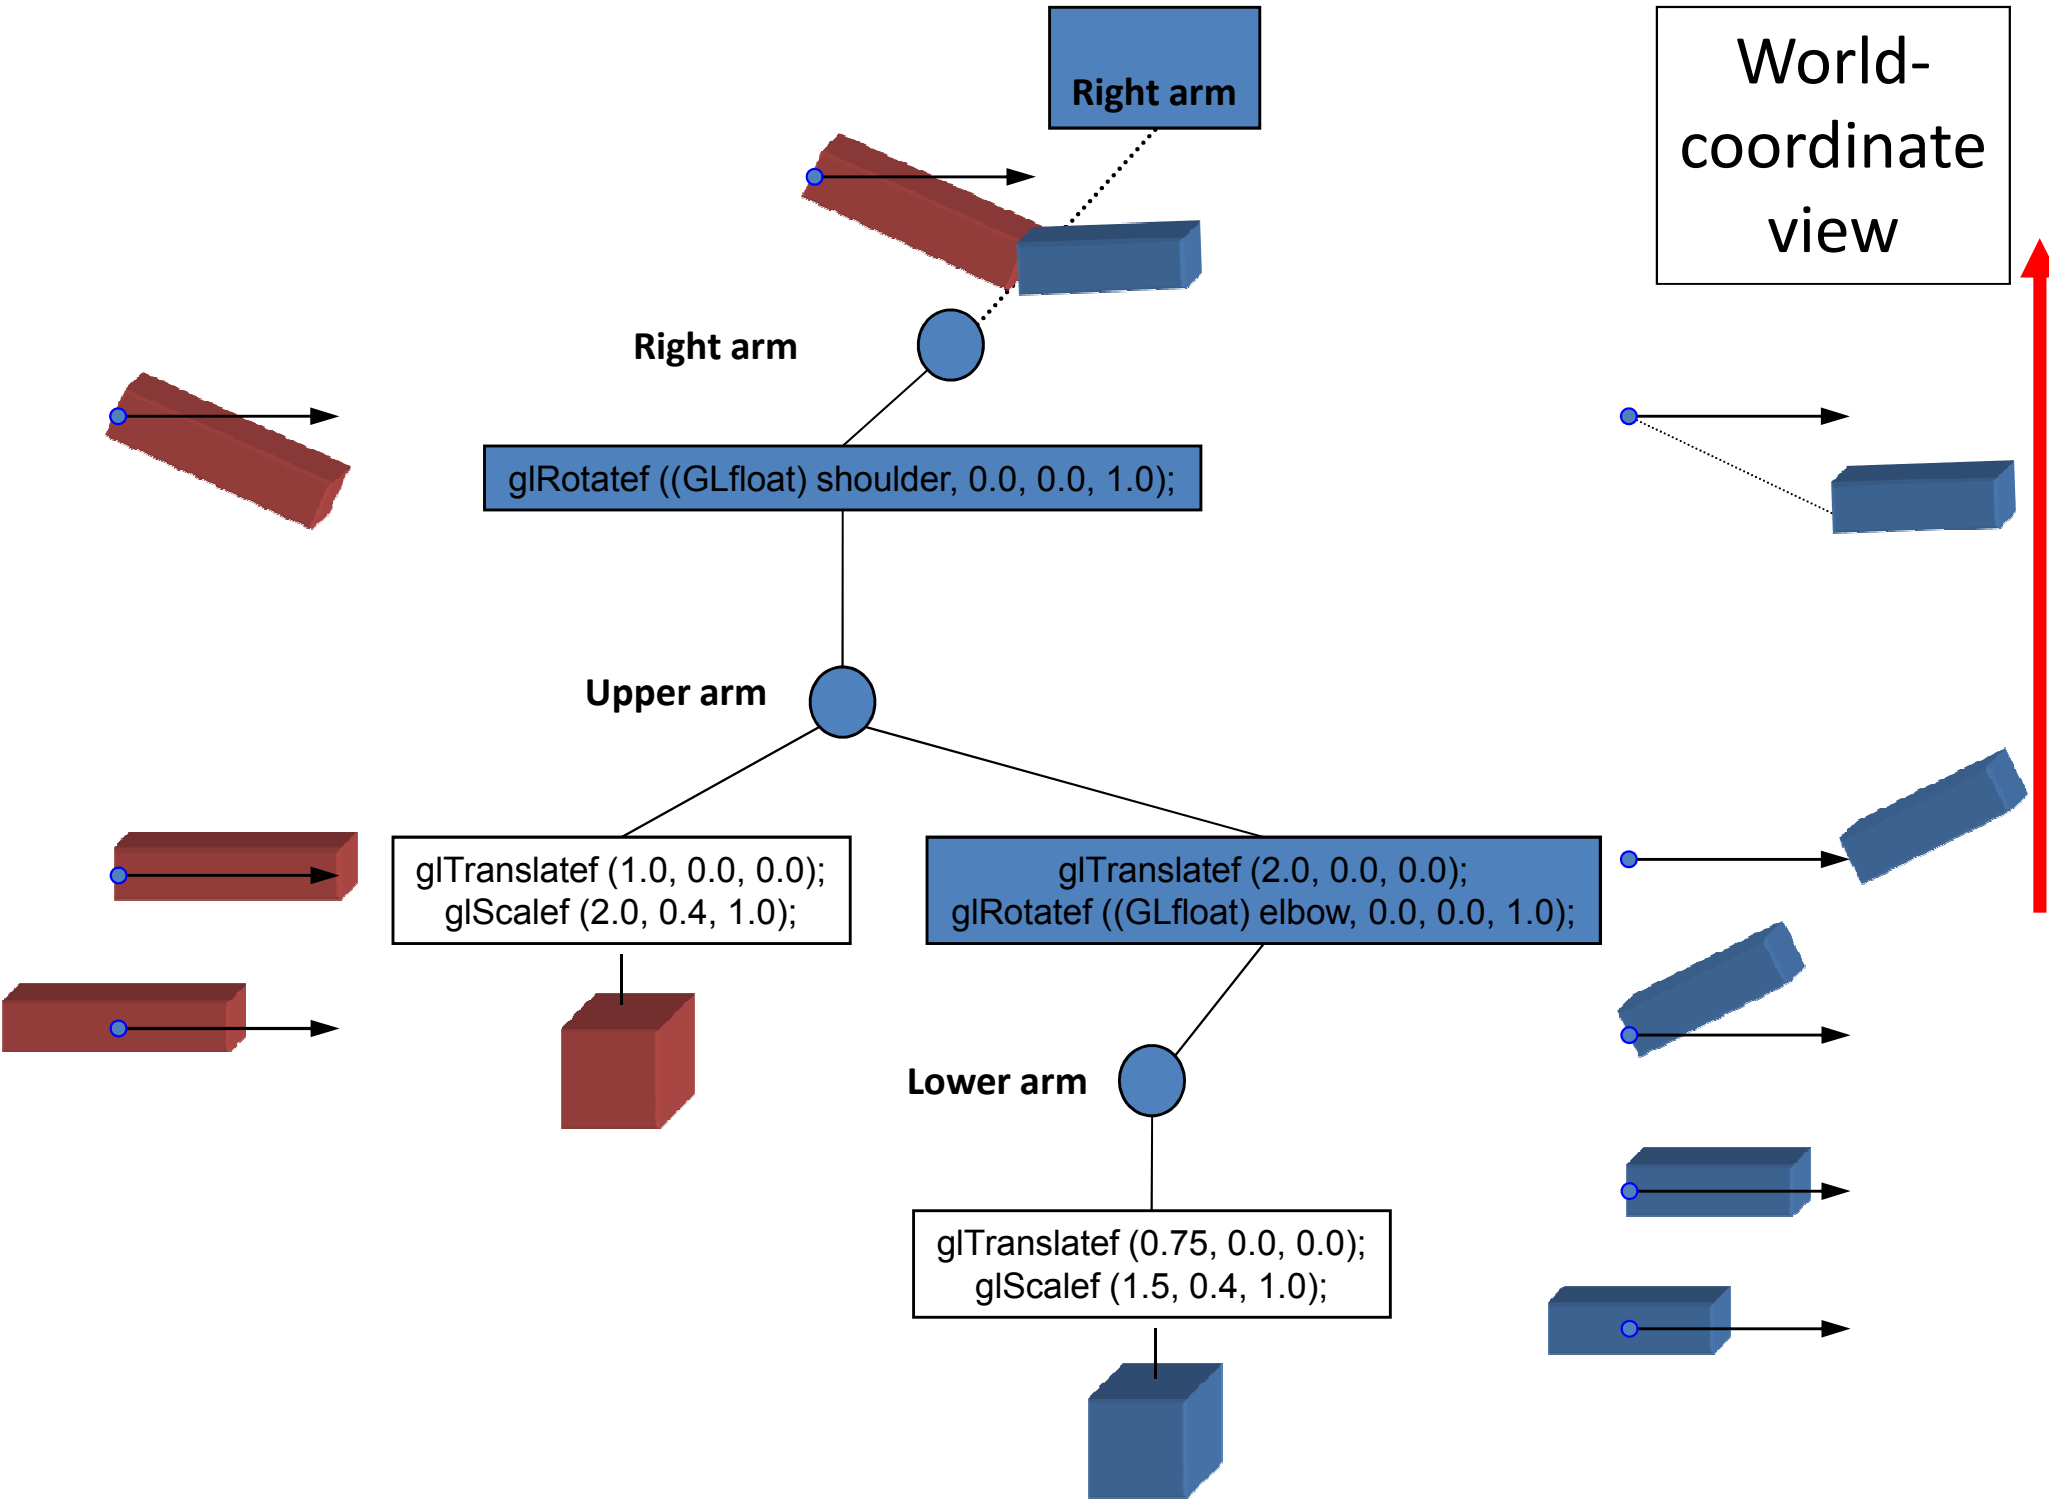 Right arm
World-
coordinate
view
Right arm
glRotatef ((GLfloat) shoulder, 0.0, 0.0, 1.0);
Upper arm
glTranslatef (1.0, 0.0, 0.0);
glScalef (2.0, 0.4, 1.0);
glTranslatef (2.0, 0.0, 0.0);
glRotatef ((GLfloat) elbow, 0.0, 0.0, 1.0);
Lower arm
glTranslatef (0.75, 0.0, 0.0);
glScalef (1.5, 0.4, 1.0);